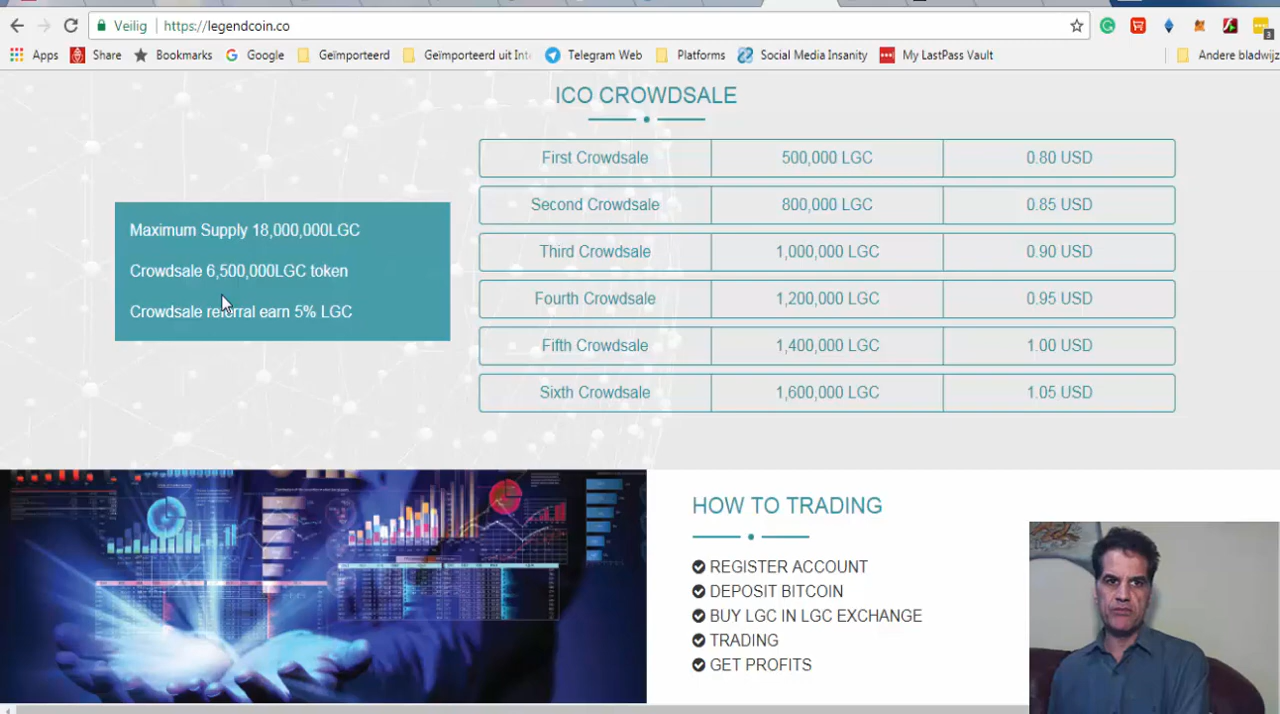 Veilig
https://legendcoin.co
Apps
Share
Bookmarks
Google
Geïmporteerd
Geïmporteerd uit Inte
Telegram Web
Platforms
Social Media Insanity
My LastPass Vault
Andere bladwijz
3
ICO CROWDSALE
Maximum Supply 18,000,000LGC
Crowdsale 6,500,000LGC token
Crowdsale referral earn 5% LGC
First Crowdsale 500,000 LGC 0.80 USD
Second Crowdsale 800,000 LGC 0.85 USD
Third Crowdsale 1,000,000 LGC 0.90 USD
Fourth Crowdsale 1,200,000 LGC 0.95 USD
Fifth Crowdsale 1,400,000 LGC 1.00 USD
Sixth Crowdsale 1,600,000 LGC 1.05 USD
HOW TO TRADING
REGISTER ACCOUNT
DEPOSIT BITCOIN
BUY LGC IN LGC EXCHANGE
TRADING
GET PROFITS